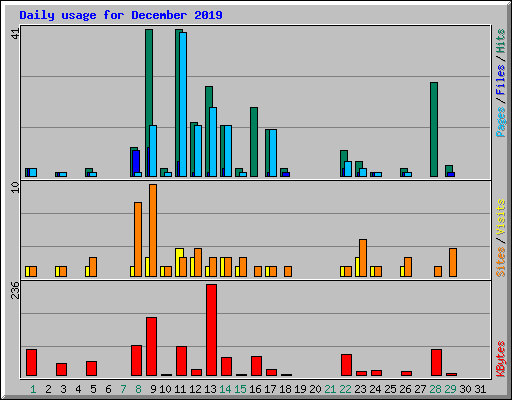 Daily usage for December 2019
41
Pages / Files / Hits
10
Sites / Visits
236
KBytes
1 2 3 4 5 6 7 8 9 10 11 12 13 14 15 16 17 18 19 20 21 22 23 24 25 26 27 28 29 30 31